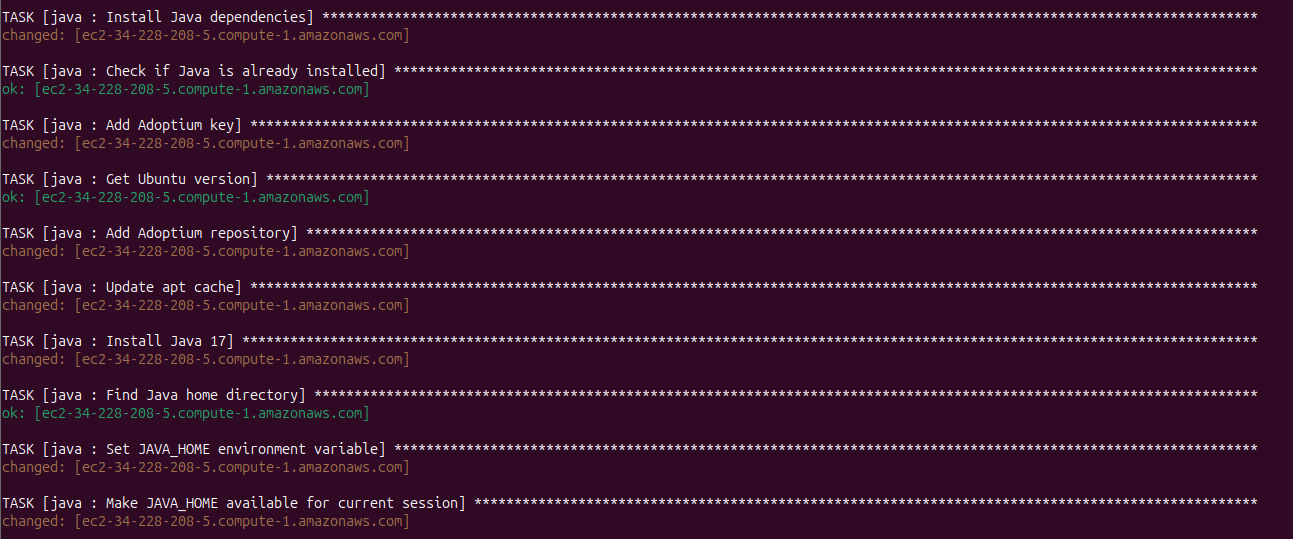 TASK [java : Install Java dependencies] *********************************************************************************************************************
changed: [ec2-34-228-208-5.compute-1.amazonaws.com]
TASK [java : Check if Java is already installed] ************************************************************************************************************
ok: [ec2-34-228-208-5.compute-1.amazonaws.com]
TASK [java : Add Adoptium key] ******************************************************************************************************************************
changed: [ec2-34-228-208-5.compute-1.amazonaws.com]
TASK [java : Get Ubuntu version] ****************************************************************************************************************************
ok: [ec2-34-228-208-5.compute-1.amazonaws.com]
TASK [java : Add Adoptium repository] ***********************************************************************************************************************
changed: [ec2-34-228-208-5.compute-1.amazonaws.com]
TASK [java : Update apt cache] ******************************************************************************************************************************
changed: [ec2-34-228-208-5.compute-1.amazonaws.com]
TASK [java : Install Java 17] *******************************************************************************************************************************
changed: [ec2-34-228-208-5.compute-1.amazonaws.com]
TASK [java : Find Java home directory] **********************************************************************************************************************
ok: [ec2-34-228-208-5.compute-1.amazonaws.com]
TASK [java : Set JAVA_HOME environment variable] ************************************************************************************************************
changed: [ec2-34-228-208-5.compute-1.amazonaws.com]
TASK [java : Make JAVA_HOME available for current session] **************************************************************************************************
changed: [ec2-34-228-208-5.compute-1.amazonaws.com]